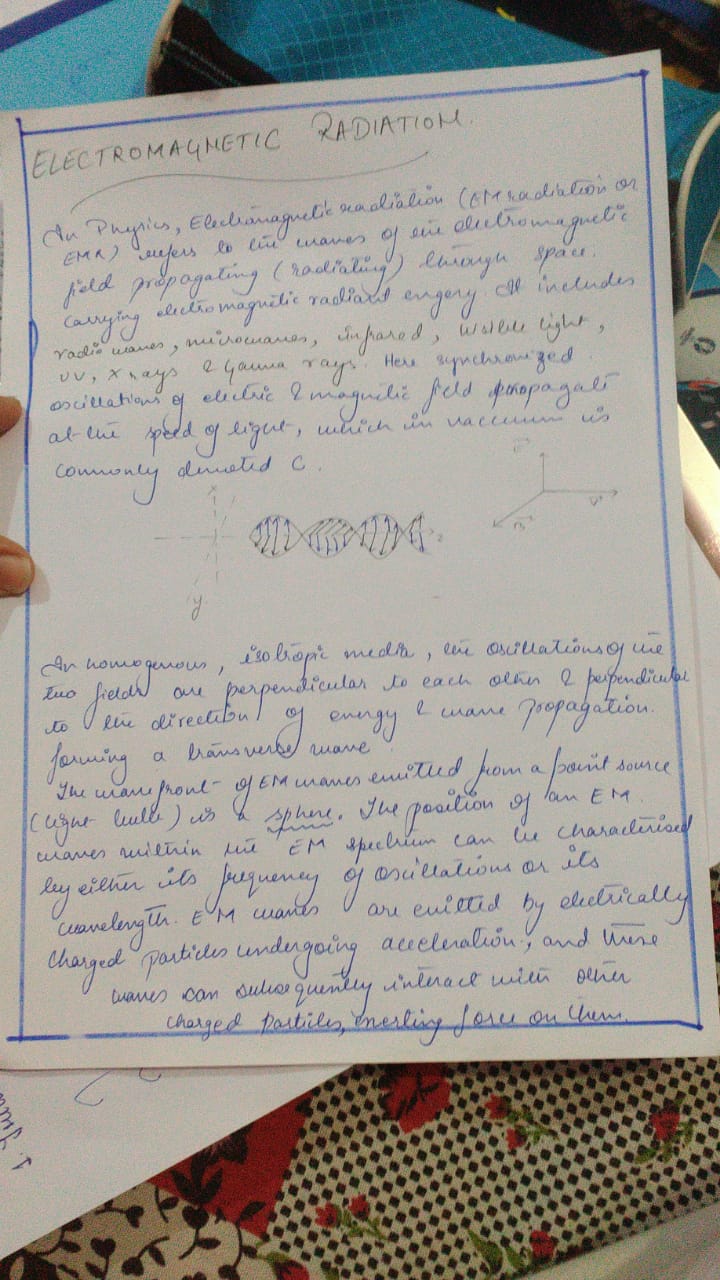 ELECTROMAGNETIC RADIATION.
In Physics, Electromagnetic radiation (EM radiation or
EMR) refers to the waves of the electromagnetic
field propagating (radiating) through space.
Carrying electromagnetic radiant engery. It includes
radio waves, microwaves, infrared, visible light,
UV, X rays & Gamma rays. Here synchronized
oscillations of electric & magnetic field propagate
at the speed of light, which in vaccum is
commonly denoted C.
E
x
V
B
z
y
In homogenous, isotropic media, the oscillations of the
two fields are perpendicular to each other & perpendicular
to the direction of energy & wave propagation.
forming a transverse wave.
The wavefront of EM waves emitted from a point source
(light bulb) is a sphere. The position of an EM
waves within the EM spectrum can be characterised
by either its frequency of oscillations or its
wavelength. EM waves are emitted by electrically
Charged particles undergoing acceleration, and these
waves can subsequently interact with other
charged particles, exerting force on them.